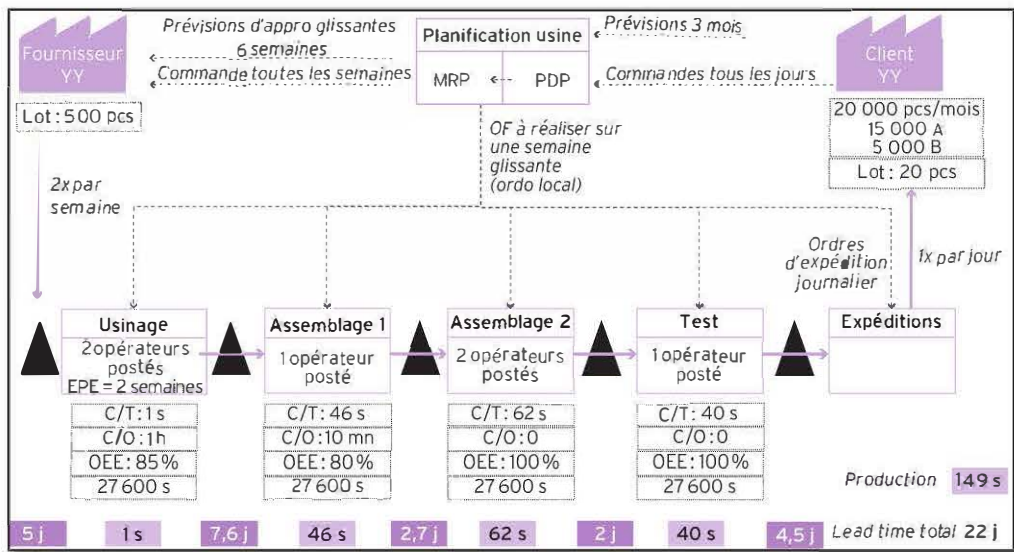 Fournisseur
YY
Prévisions d'appro glissantes
6 semaines
Commande toutes les semaines
Planification usine
MRP
PDP
Prévisions 3 mois
Commandes tous les jours
Client
YY
Lot : 500 pcs
20 000 pcs/mois
15 000 A
5 000 B
Lot : 20 pcs
OF à réaliser sur
une semaine
glissante
(ordo local)
2x par
semaine
Ordres
d'expédition
journalier
1x par jour
Usinage
2 opérateurs
postés
EPE = 2 semaines
C/T : 1 s
C/O : 1 h
OEE : 85%
27 600 s
Assemblage 1
1 opérateur
posté
C/T : 46 s
C/O : 10 mn
OEE : 80%
27 600 s
Assemblage 2
2 opérateurs
postés
C/T : 62 s
C/O : 0
OEE : 100%
27 600 s
Test
1 opérateur
posté
C/T : 40 s
C/O : 0
OEE : 100%
27 600 s
Expéditions
Production 149 s
5 j 1 s 7,6 j 46 s 2,7 j 62 s 2 j 40 s 4,5 j Lead time total 22 j